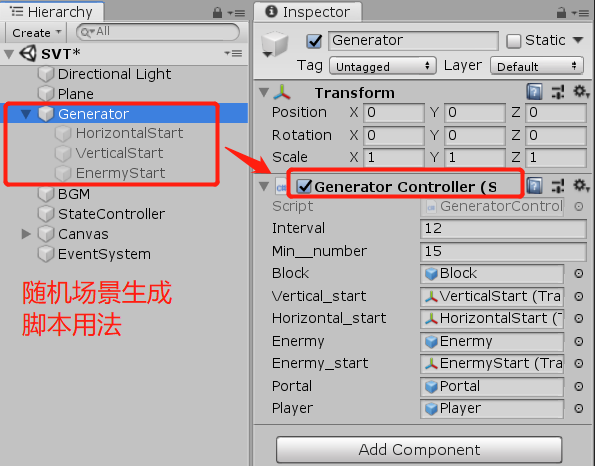 Hierarchy
Create
All
SVT*
Directional Light
Plane
Generator
HorizontalStart
VerticalStart
EnermyStart
BGM
StateController
Canvas
EventSystem
随机场景生成
脚本用法
Inspector
Generator
Static
Tag Untagged Layer Default
Transform
Position X 0 Y 0 Z 0
Rotation X 0 Y 0 Z 0
Scale X 1 Y 1 Z 1
Generator Controller (S
Script GeneratorControl
Interval 12
Min__number 15
Block Block
Vertical_start VerticalStart (Tra
Horizontal_start HorizontalStart (T
Enermy Enermy
Enermy_start EnermyStart (Tra
Portal Portal
Player Player
Add Component